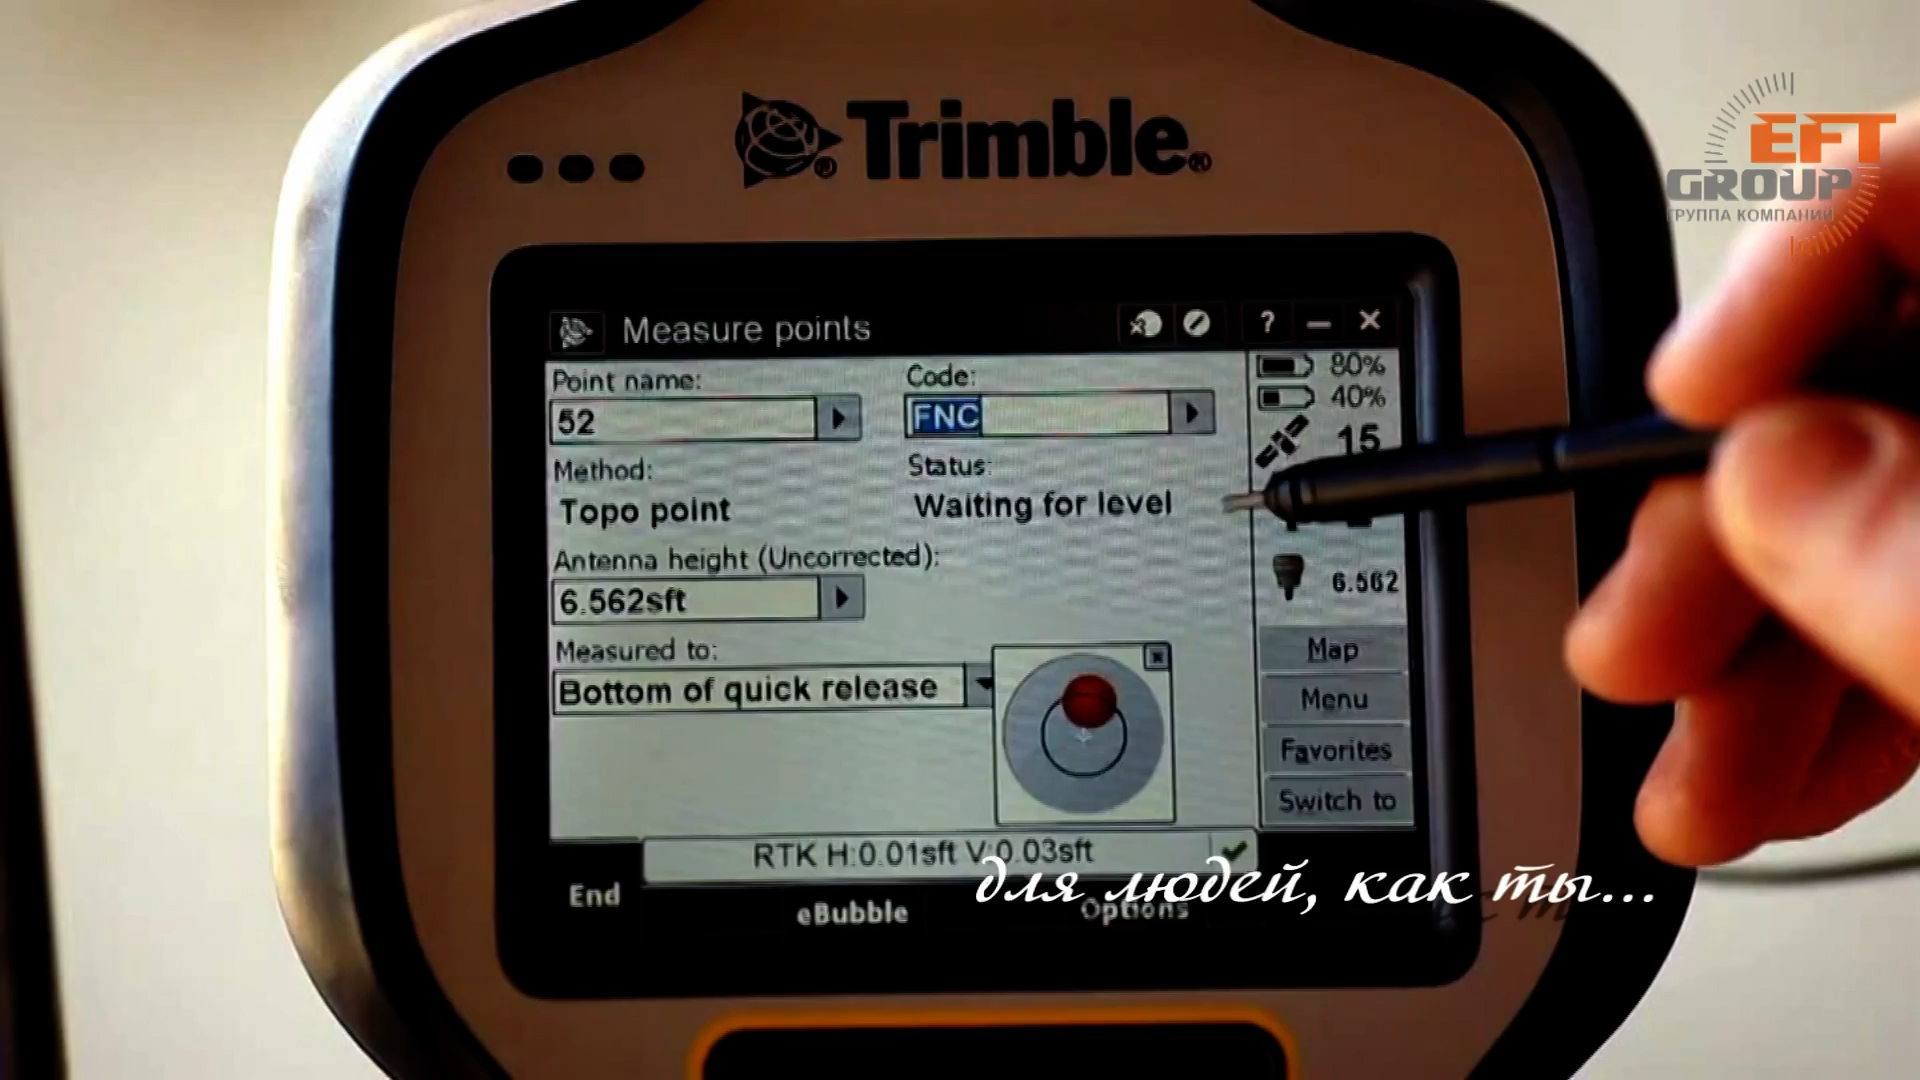 Trimble®
EFT
GROUP
ГРУППА КОМПАНИЙ
Measure points
? — ×
Point name:
Code:
80%
52
FNC
40%
15
Method:
Status:
Topo point
Waiting for level
Antenna height (Uncorrected):
6.562sft
6.562
Measured to:
Map
Bottom of quick release
Menu
Favorites
Switch to
RTK H:0.01sft V:0.03sft
End
eBubble
Options
для людей, как ты...